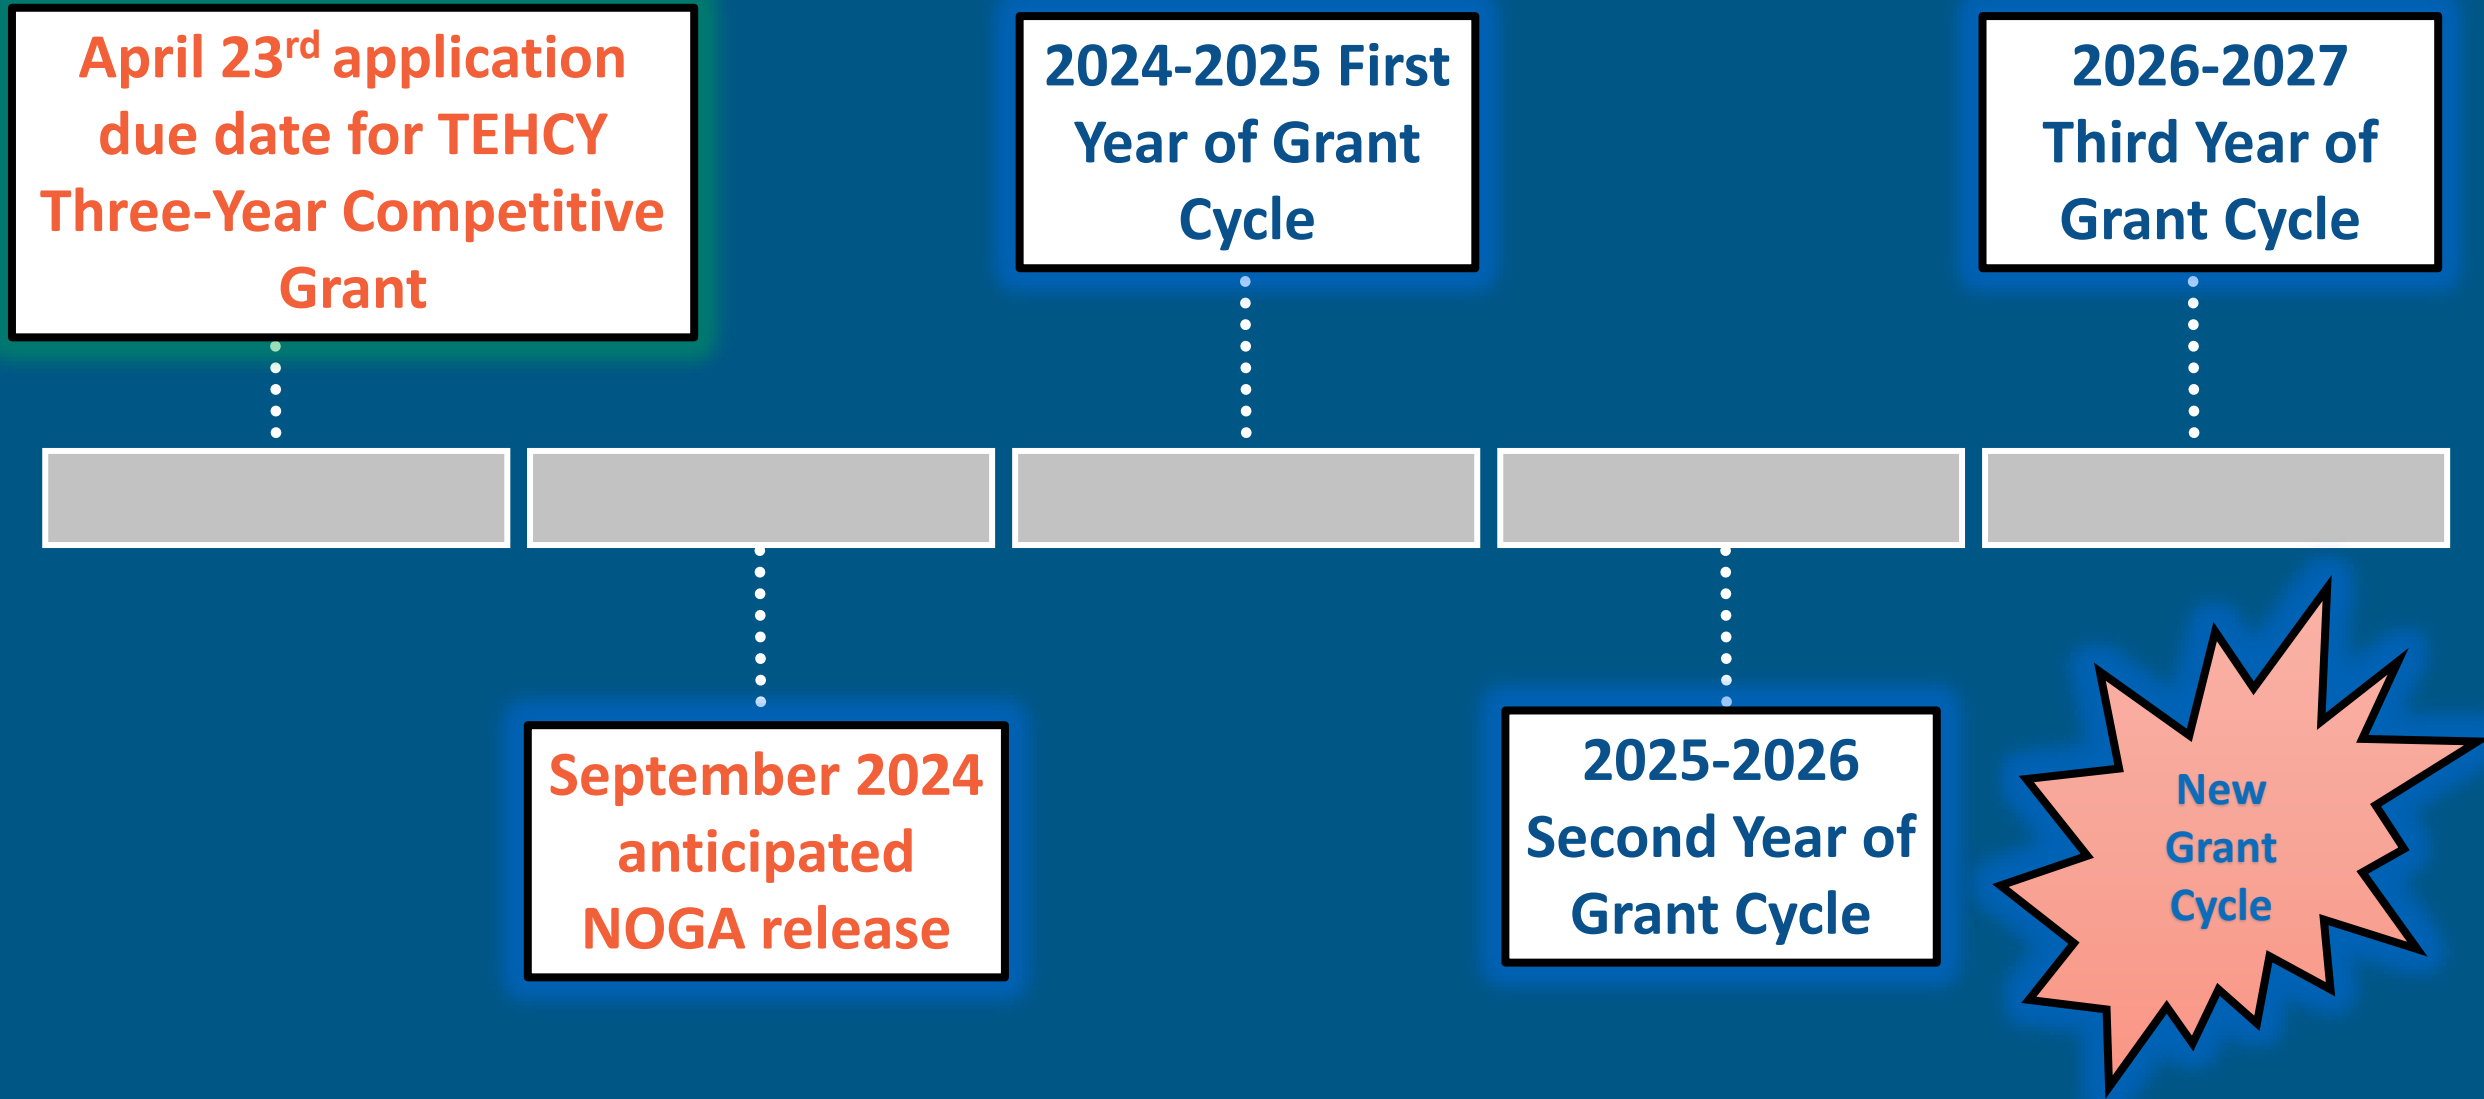 April 23rd application
due date for TEHCY
Three-Year Competitive
Grant
2024-2025 First
Year of Grant
Cycle
2026-2027
Third Year of
Grant Cycle
September 2024
anticipated
NOGA release
2025-2026
Second Year of
Grant Cycle
New
Grant
Cycle